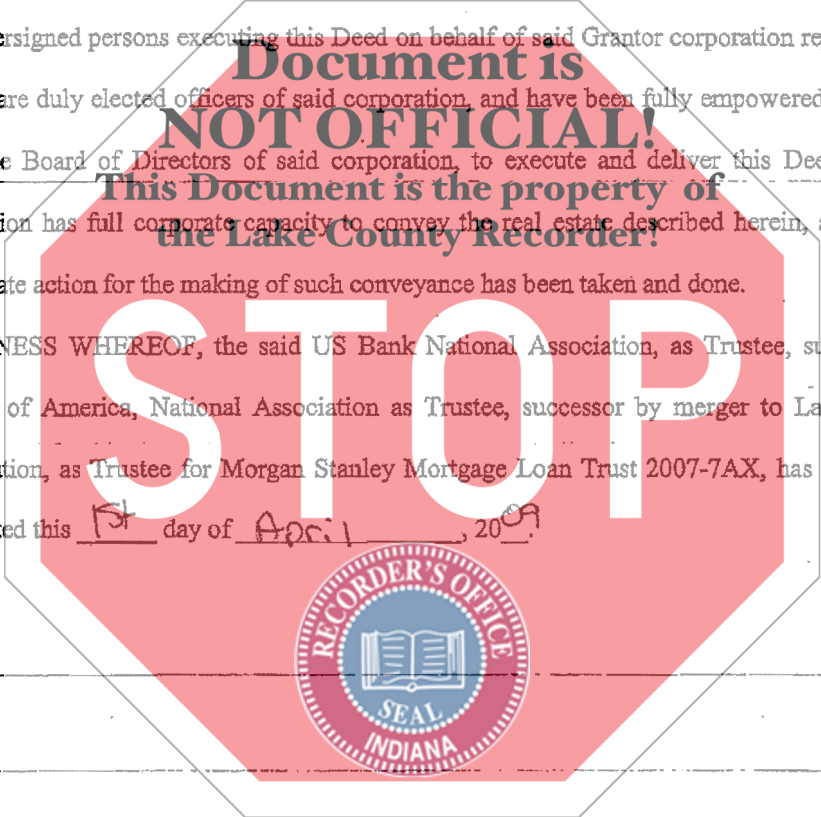 rsigned persons executing this Deed on behalf of said Grantor corporation re
Document is
are duly elected officers of said corporation, and have been fully empowered
NOT OFFICIAL!
e Board of Directors of said corporation, to execute and deliver this Dee
This Document is the property of
ion has full corporate capacity to convey the real estate described herein,
the Lake County Recorder!
ate action for the making of such conveyance has been taken and done.
NESS WHEREOF, the said US Bank National Association, as Trustee, su
of America, National Association as Trustee, successor by merger to La
tion, as Trustee for Morgan Stanley Mortgage Loan Trust 2007-7AX, has
STOP
ed this 1st day of April, 2009.
RECORDER'S OFFICE
SEAL
INDIANA